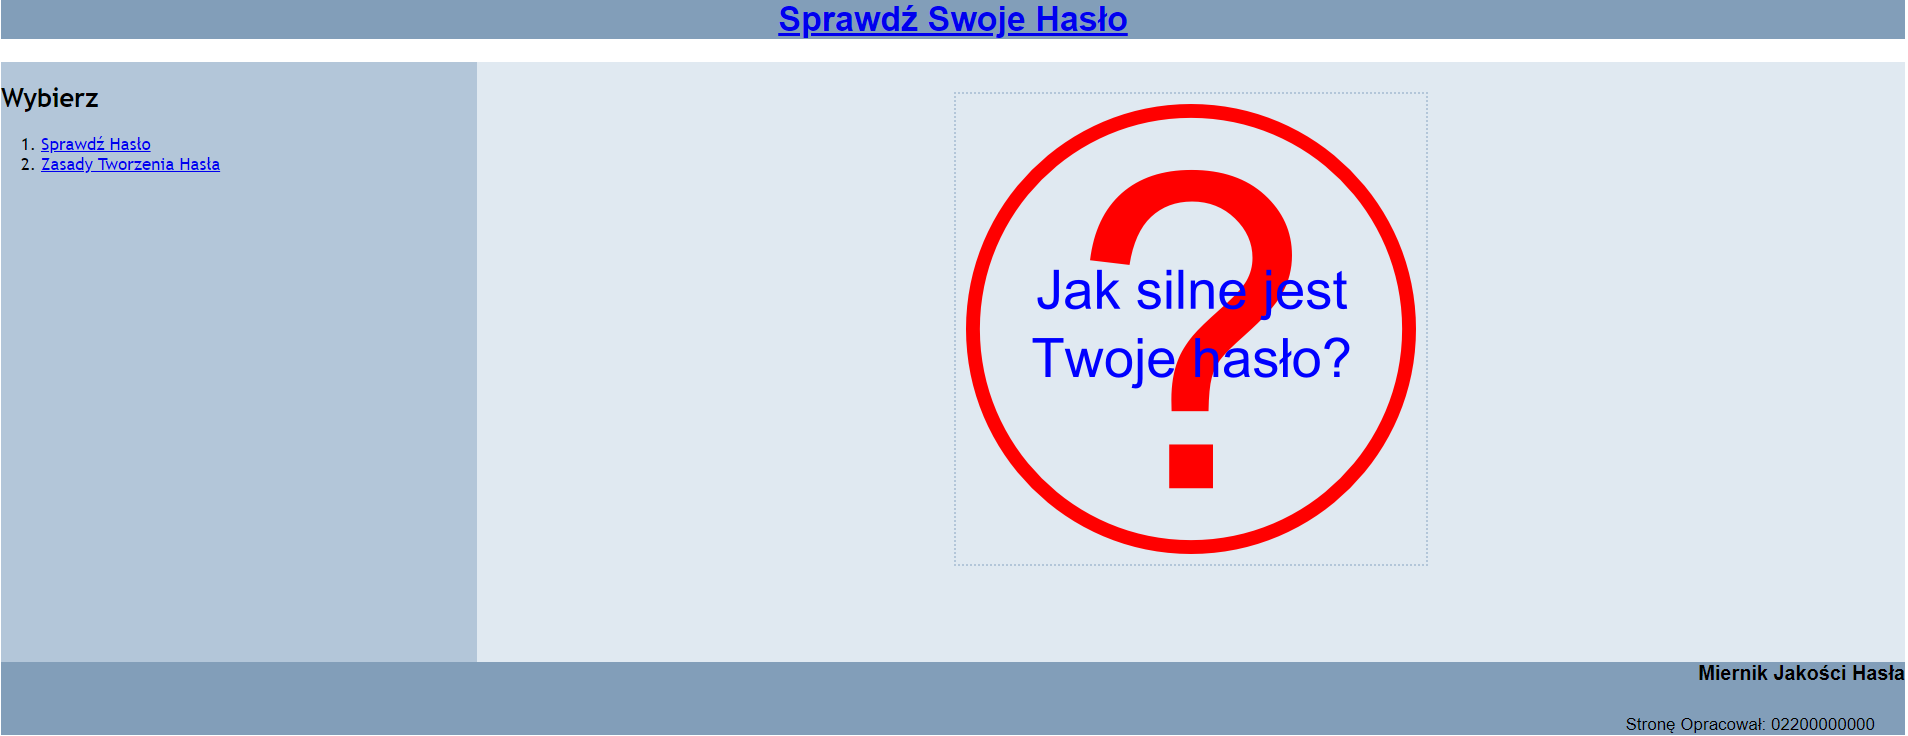 Sprawdź Swoje Hasło
Wybierz
1. Sprawdź Hasło
2. Zasady Tworzenia Hasła
?
Jak silne jest
Twoje hasło?
Miernik Jakości Hasła
Stronę Opracował: 02200000000